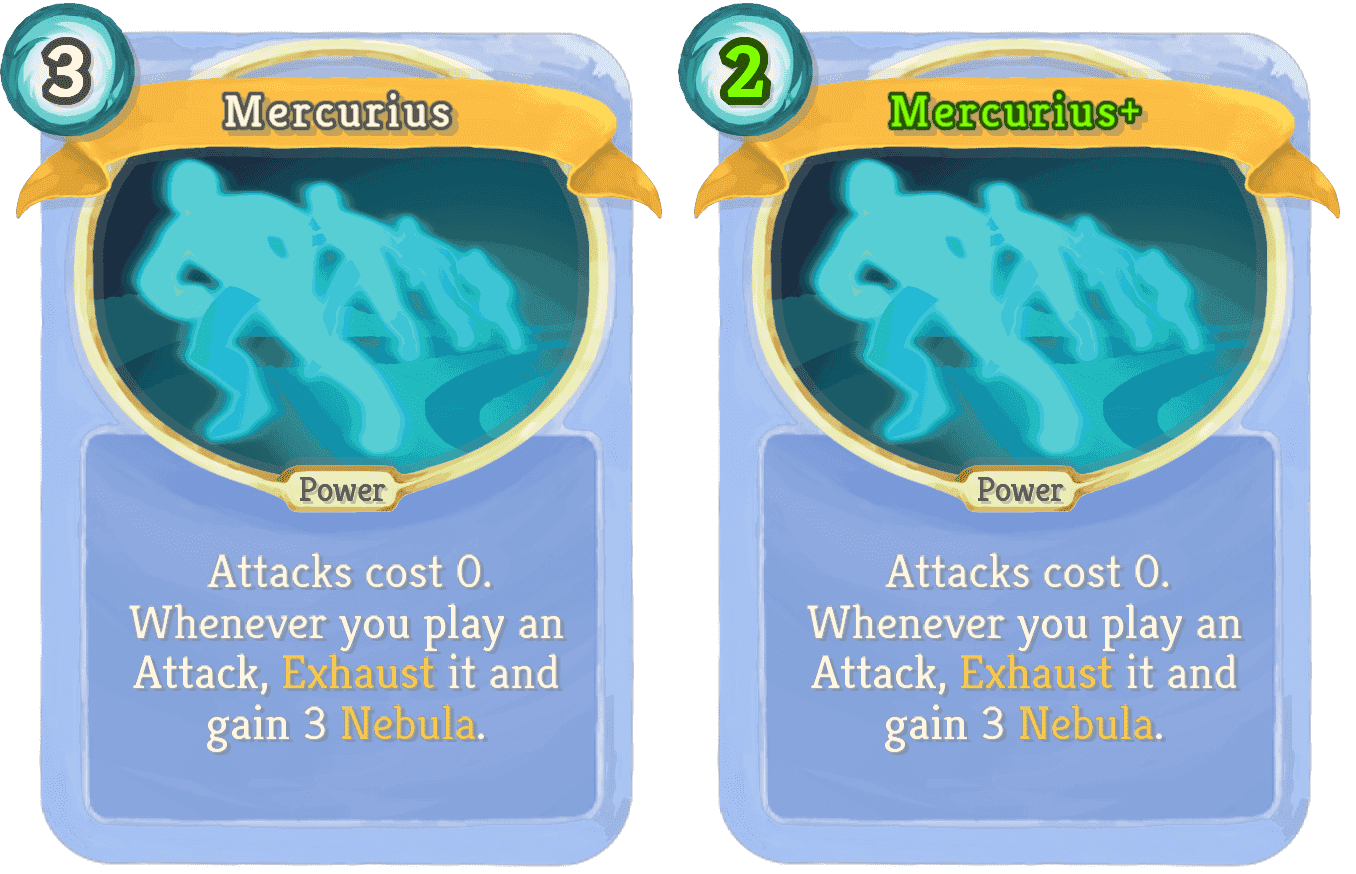 3
Mercurius
Power
Attacks cost 0.
Whenever you play an
Attack, Exhaust it and
gain 3 Nebula.
2
Mercurius+
Power
Attacks cost 0.
Whenever you play an
Attack, Exhaust it and
gain 3 Nebula.